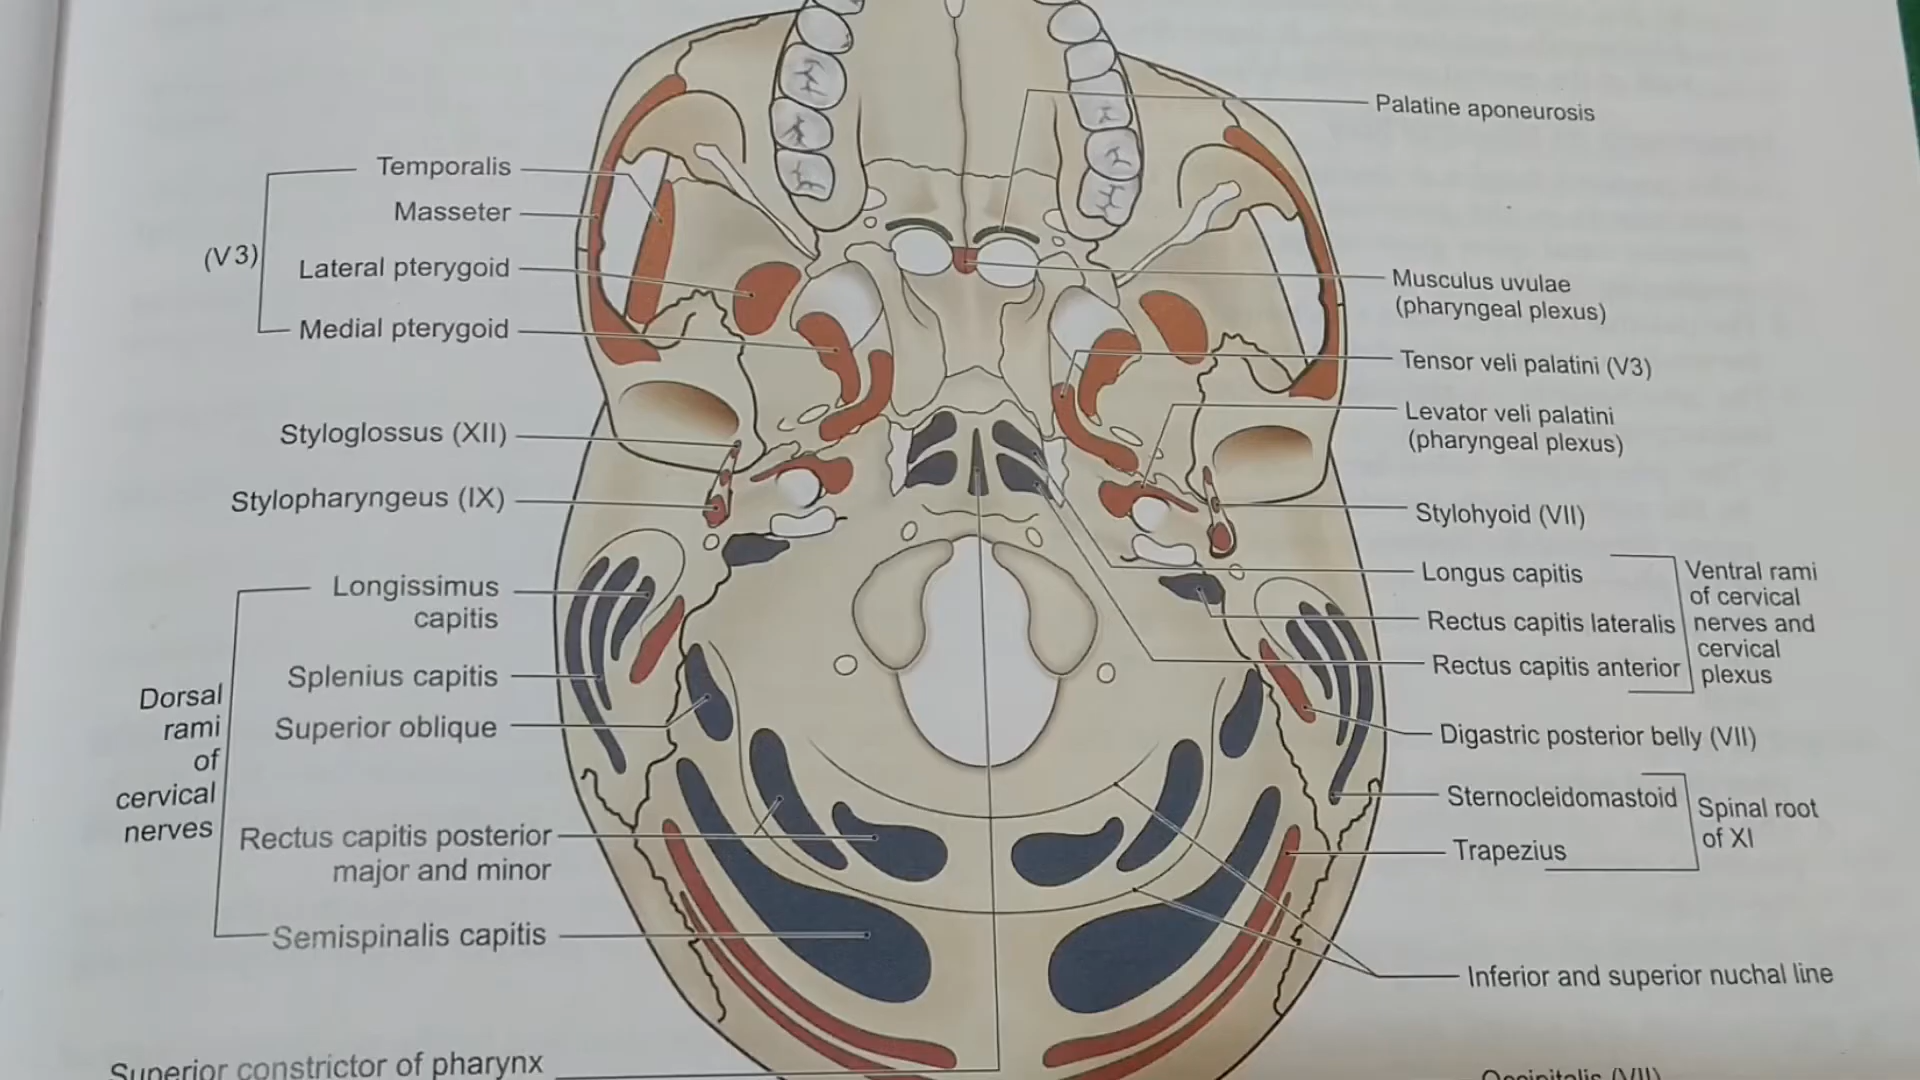 Temporalis
Masseter
(V3)
Lateral pterygoid
Medial pterygoid
Styloglossus (XII)
Stylopharyngeus (IX)
Longissimus
capitis
Splenius capitis
Superior oblique
Dorsal
rami
of
cervical
nerves
Rectus capitis posterior
major and minor
Semispinalis capitis
Superior constrictor of pharynx
Palatine aponeurosis
Musculus uvulae
(pharyngeal plexus)
Tensor veli palatini (V3)
Levator veli palatini
(pharyngeal plexus)
Stylohyoid (VII)
Longus capitis
Rectus capitis lateralis
Rectus capitis anterior
Ventral rami
of cervical
nerves and
cervical
plexus
Digastric posterior belly (VII)
Sternocleidomastoid
Trapezius
Spinal root
of XI
Inferior and superior nuchal line
Occipitalis (VII)